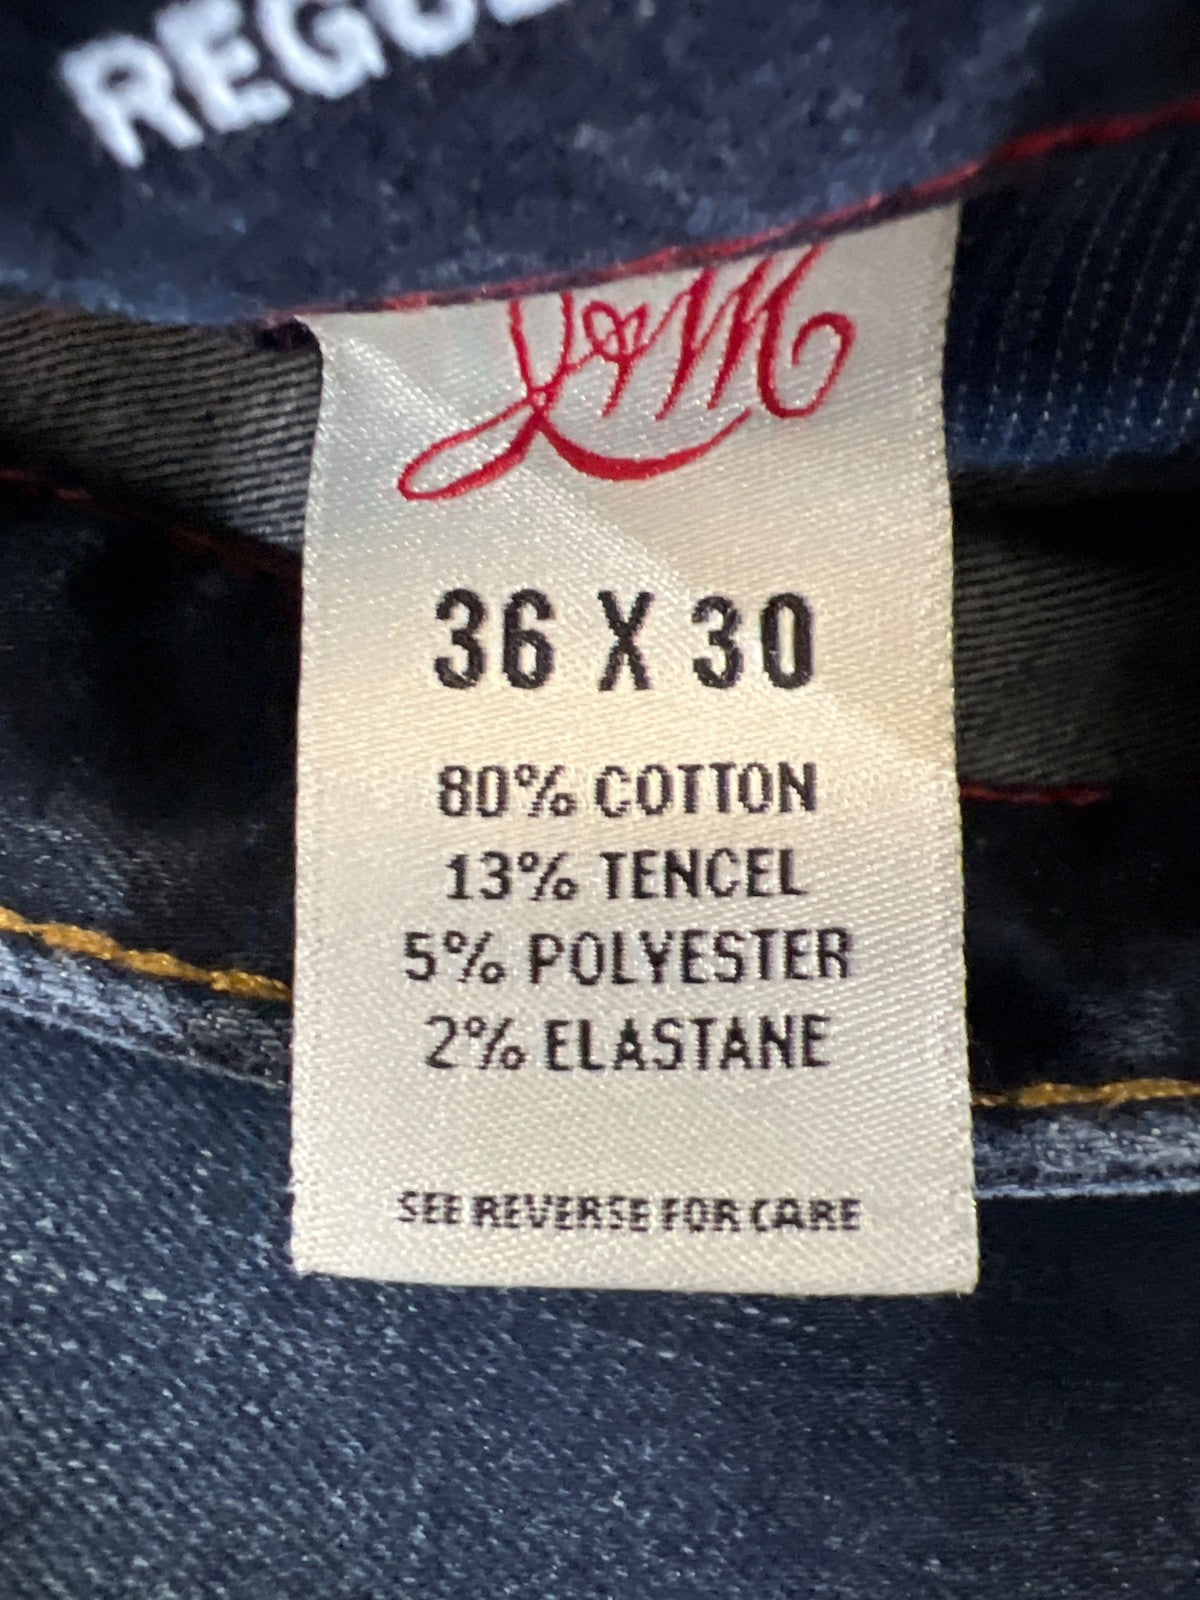 36 X 30
80% COTTON
13% TENCEL
5% POLYESTER
2% ELASTANE
SEE REVERSE FOR CARE